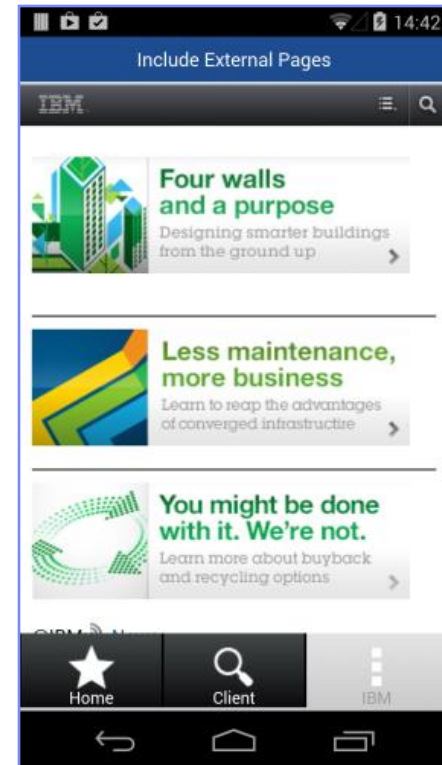 14:42
Include External Pages
IBM
Four walls
and a purpose
Designing smarter buildings
from the ground up
Less maintenance,
more business
Learn to reap the advantages
of converged infrastructire
You might be done
with it. We're not.
Learn more about buyback
and recycling options
Home
Client
IBM